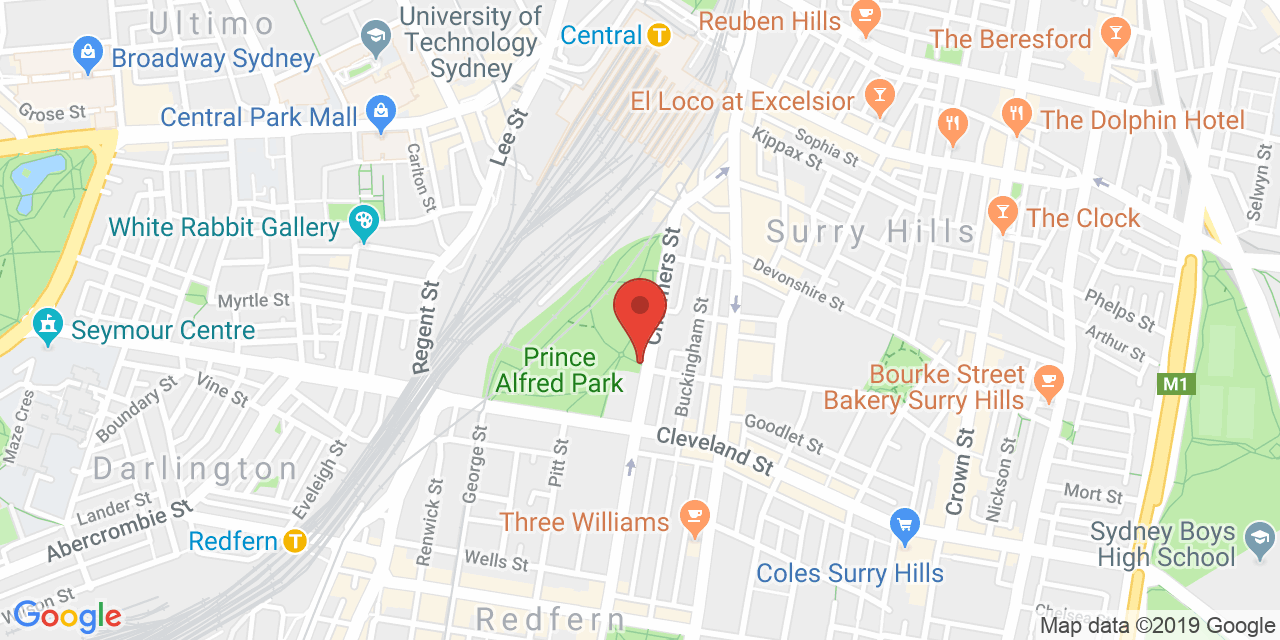 Ultimo
University of
Technology
Sydney
Central
T
Reuben Hills
The Beresford
Broadway Sydney
Grose St
Central Park Mall
Lee St
El Loco at Excelsior
The Dolphin Hotel
Kippax St
Sophia St
Selwyn St
Carlton St
White Rabbit Gallery
Surry Hills
The Clock
Devonshire St
Myrtle St
Regent St
Seymour Centre
Buckingham St
Phelps St
Arthur St
Prince
Alfred Park
M1
Bourke Street
Bakery Surry Hills
Maze Cres
Boundary St
Vine St
Goodlet St
Cleveland St
Darlington
Eveleigh St
George St
Pitt St
Crown St
Nickson St
Mort St
Lander St
Abercrombie St
Renwick St
Three Williams
Redfern
T
Sydney Boys
High School
Wells St
Coles Surry Hills
Wilson St
Google
Redfern
Map data ©2019 Google